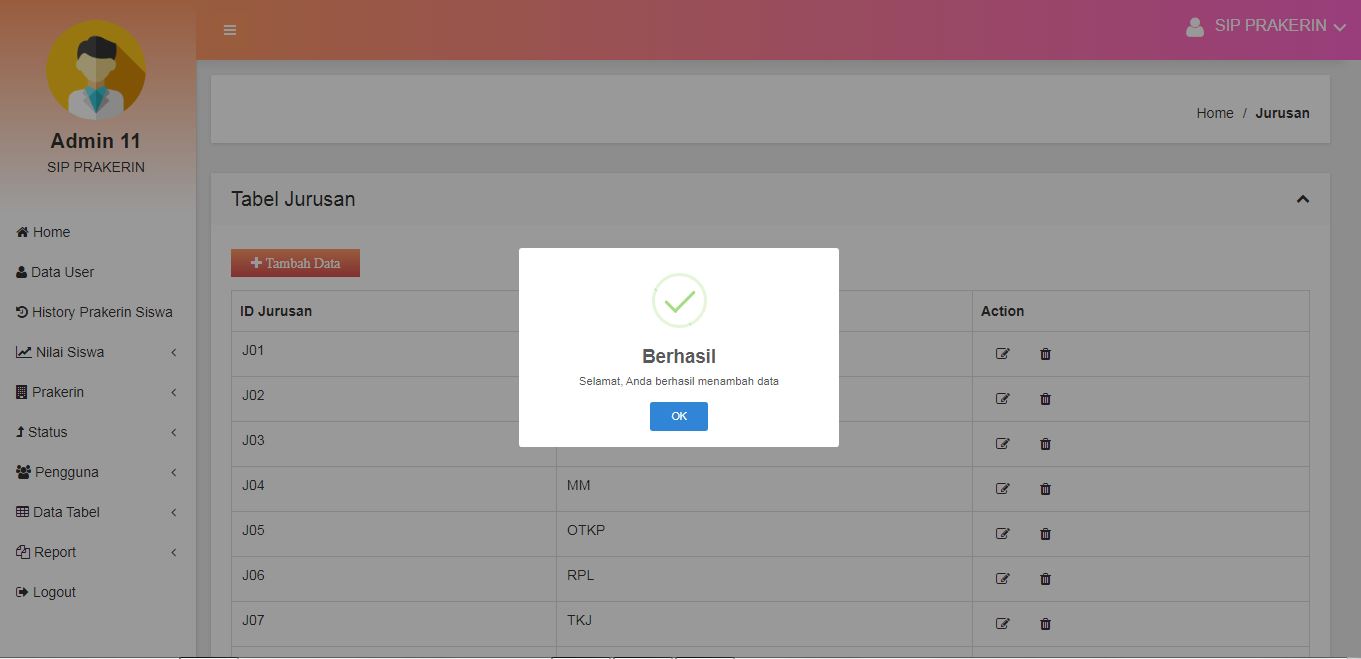 SIP PRAKERIN
Admin 11
SIP PRAKERIN
Home
Data User
History Prakerin Siswa
Nilai Siswa
Prakerin
Status
Pengguna
Data Tabel
Report
Logout
Home / Jurusan
Tabel Jurusan
Tambah Data
ID Jurusan Action
J01
J02
J03
J04 MM
J05 OTKP
J06 RPL
J07 TKJ
Berhasil
Selamat, Anda berhasil menambah data
OK